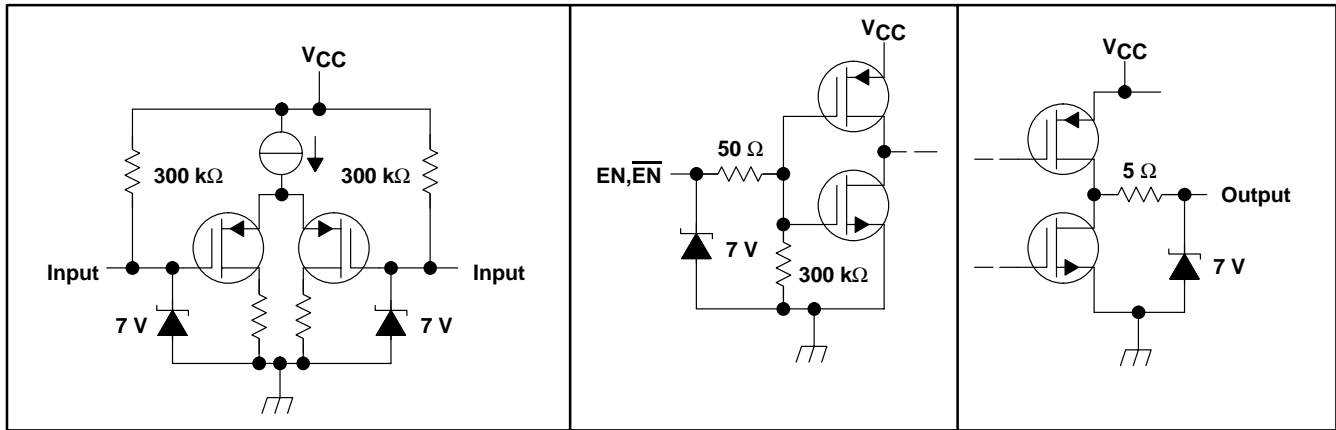 VCC
300 kΩ
300 kΩ
Input
Input
7 V
7 V
VCC
50 Ω
EN,E̅N̅
7 V
300 kΩ
VCC
5 Ω
Output
7 V